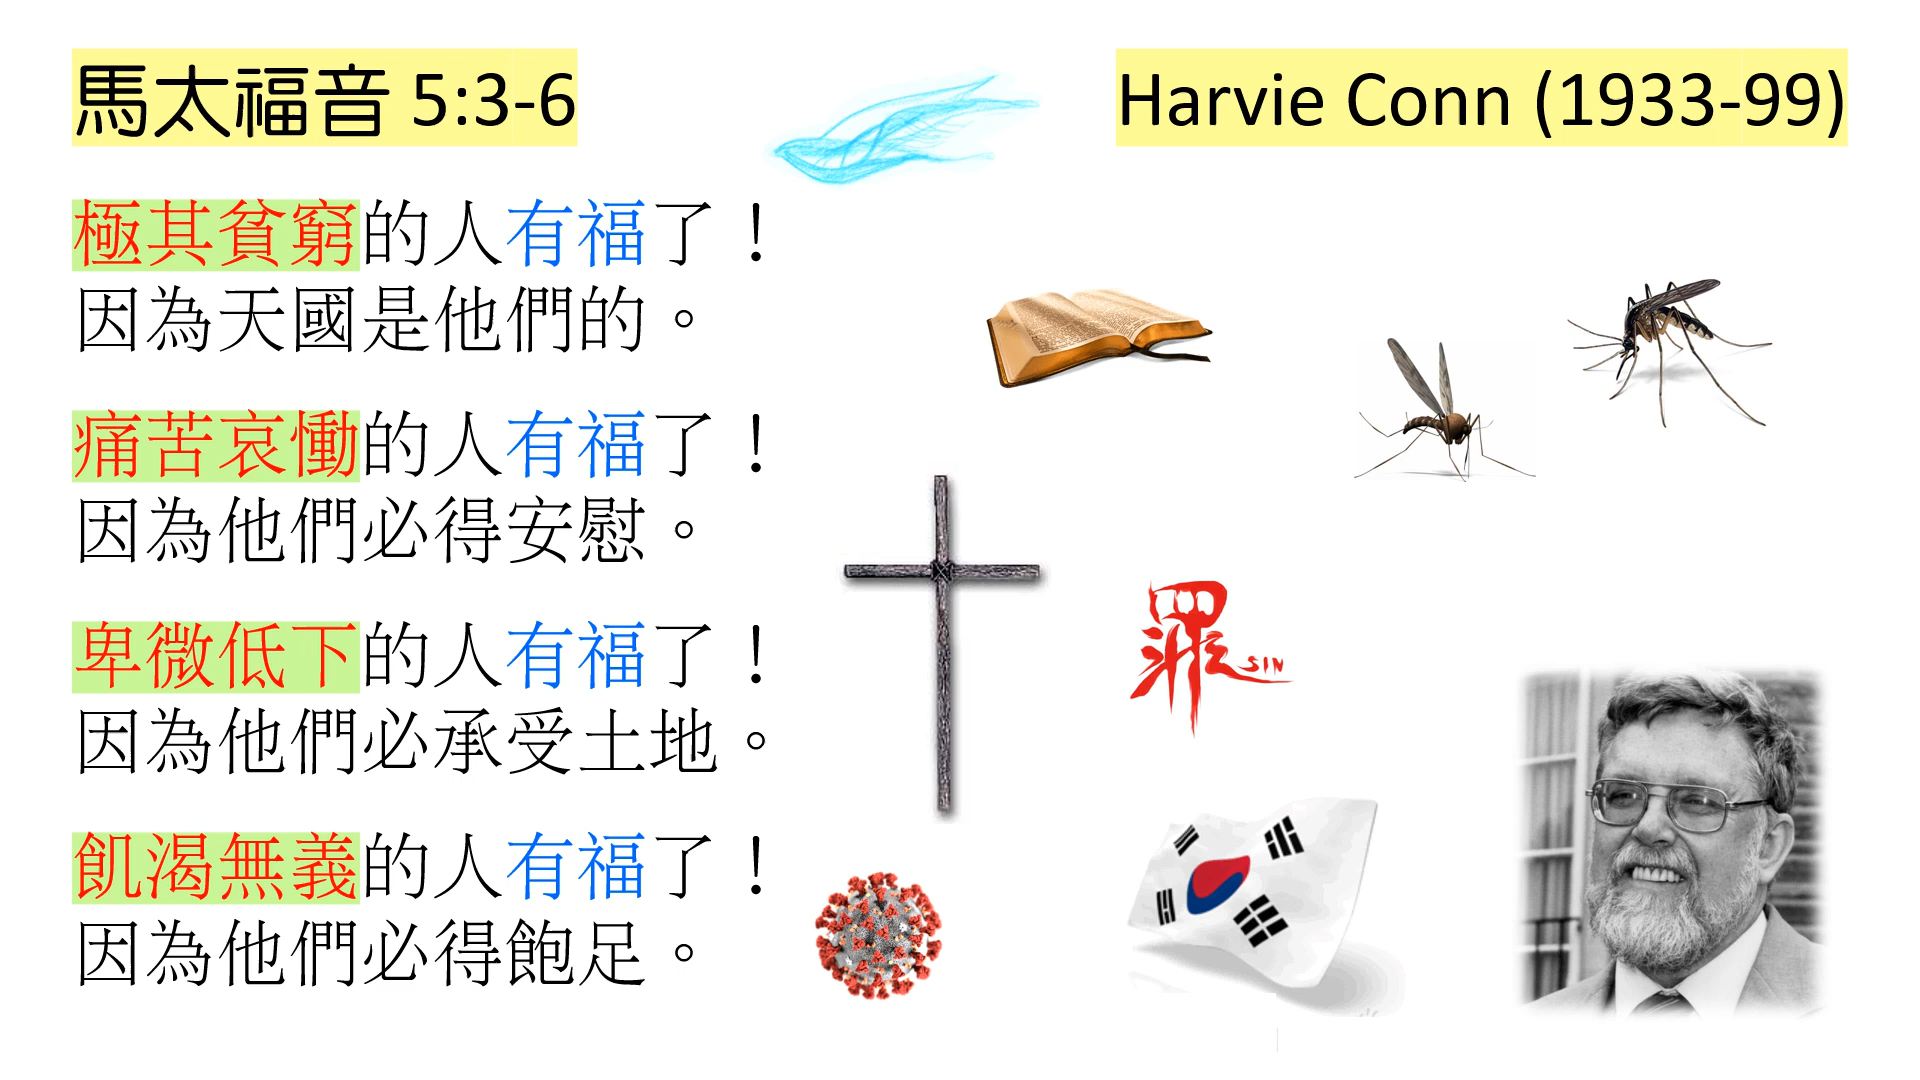 馬太福音 5:3-6
Harvie Conn (1933-99)
極其貧窮的人有福了！
因為天國是他們的。
痛苦哀慟的人有福了！
因為他們必得安慰。
卑微低下的人有福了！
因為他們必承受土地。
飢渴無義的人有福了！
因為他們必得飽足。
罪 SIN